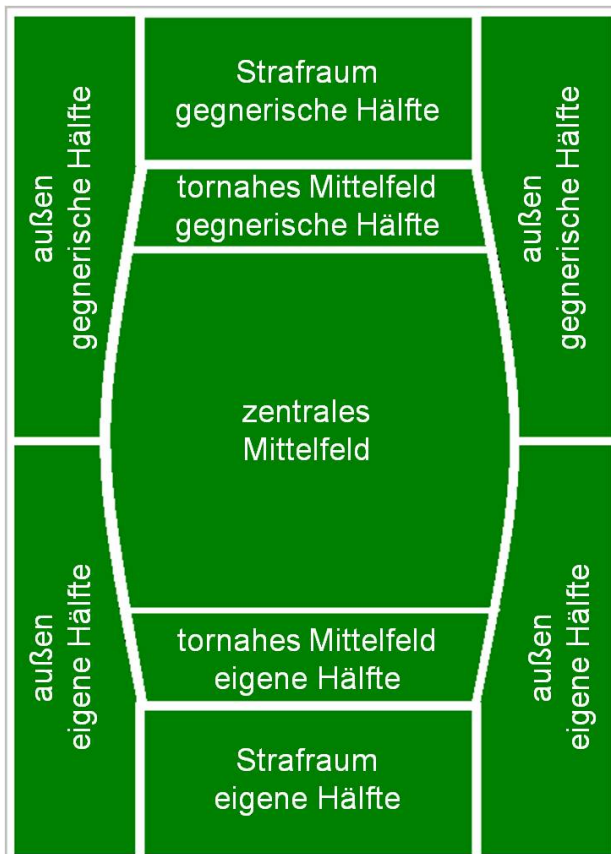 Strafraum
gegnerische Hälfte
außen
gegnerische Hälfte
tornahes Mittelfeld
gegnerische Hälfte
außen
gegnerische Hälfte
zentrales
Mittelfeld
außen
eigene Hälfte
tornahes Mittelfeld
eigene Hälfte
außen
eigene Hälfte
Strafraum
eigene Hälfte